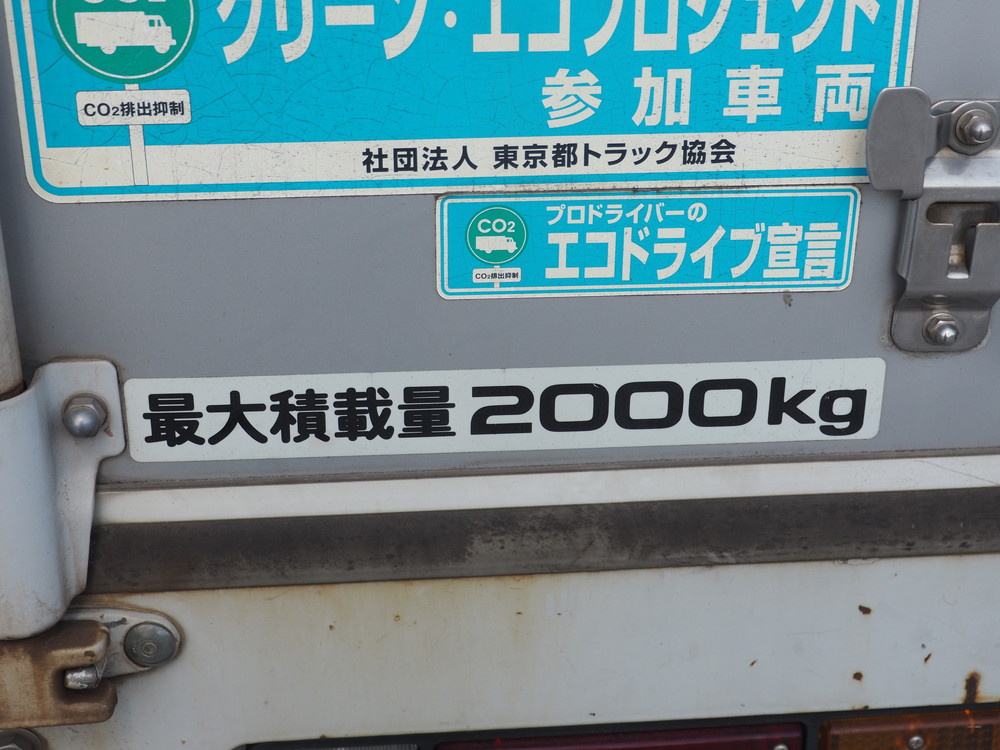 CO2
グリーン・エコプロジェクト
参加車両
CO2排出抑制
社団法人 東京都トラック協会
CO2
CO2排出抑制
プロドライバーの
エコドライブ宣言
最大積載量 2000kg